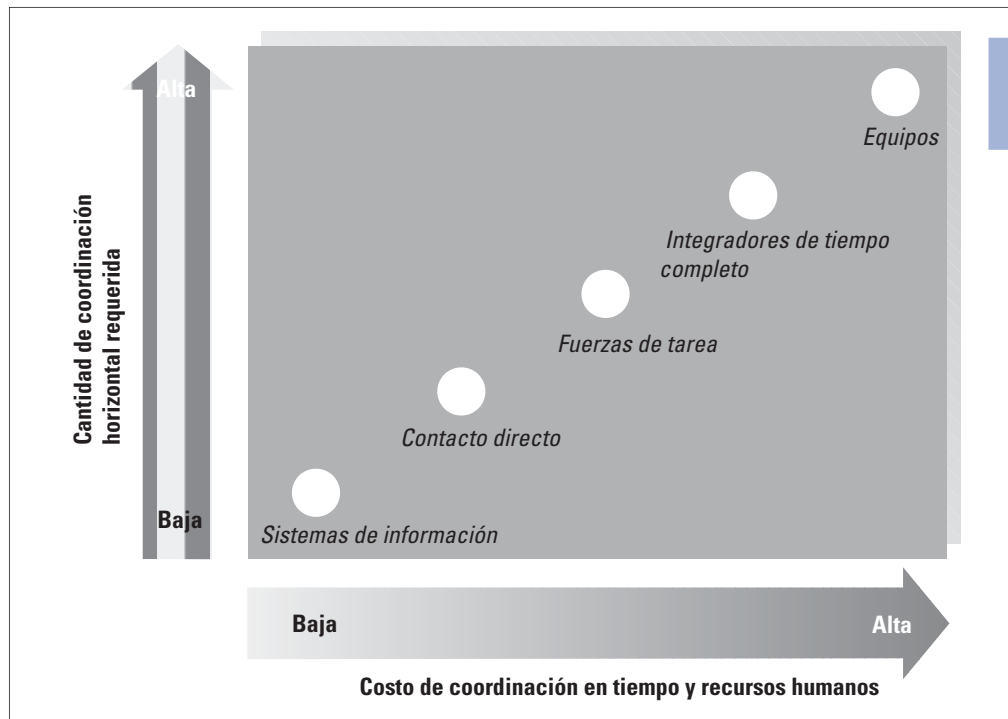 Alta
Cantidad de coordinación
horizontal requerida
Baja
Equipos
Integradores de tiempo
completo
Fuerzas de tarea
Contacto directo
Sistemas de información
Baja
Alta
Costo de coordinación en tiempo y recursos humanos